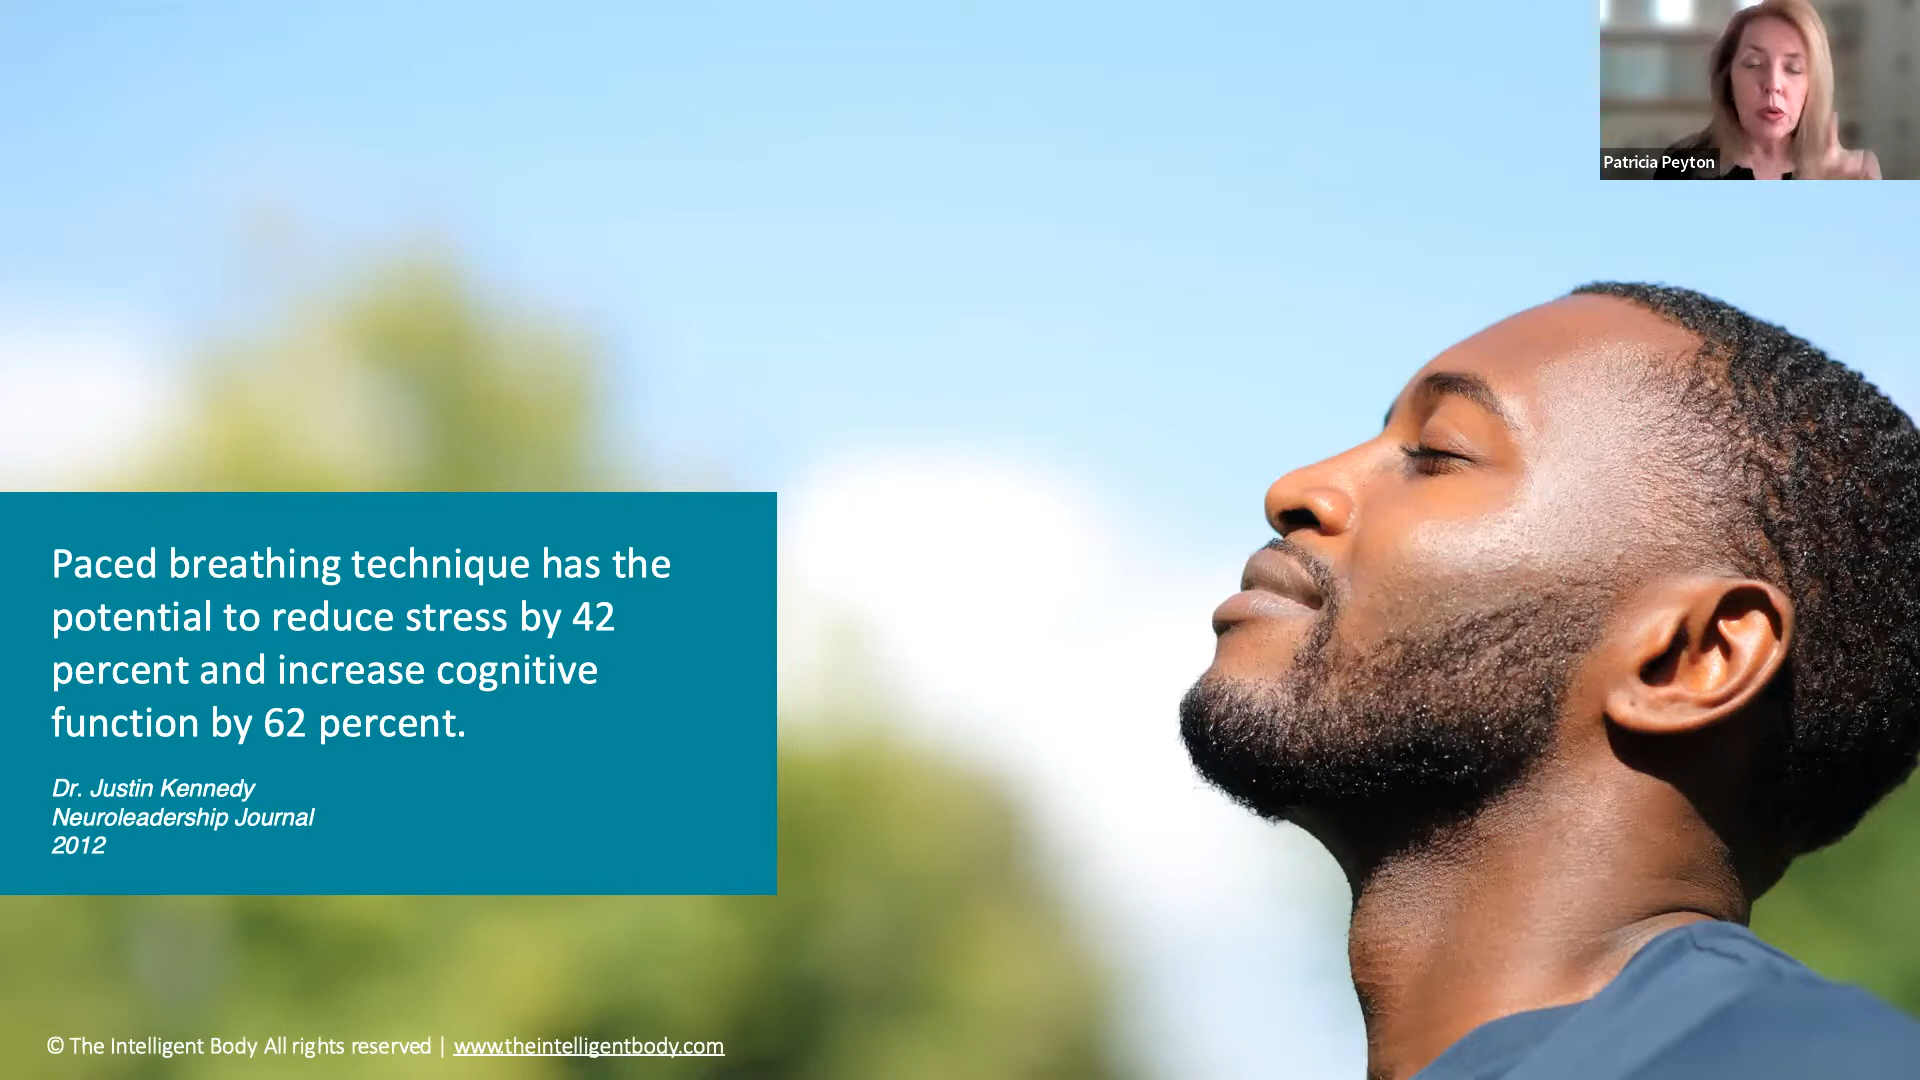 Patricia Peyton
Paced breathing technique has the
potential to reduce stress by 42
percent and increase cognitive
function by 62 percent.
Dr. Justin Kennedy
Neuroleadership Journal
2012
© The Intelligent Body All rights reserved | www.theintelligentbody.com